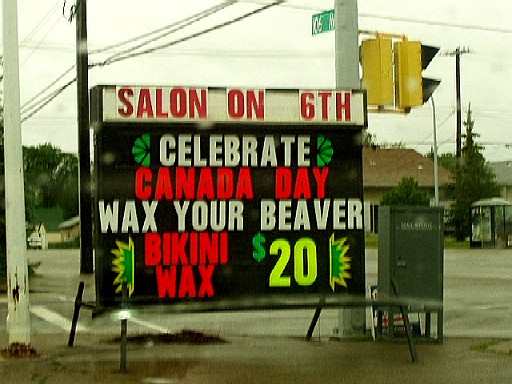 SALON ON 6TH
CELEBRATE
CANADA DAY
WAX YOUR BEAVER
BIKINI WAX $20